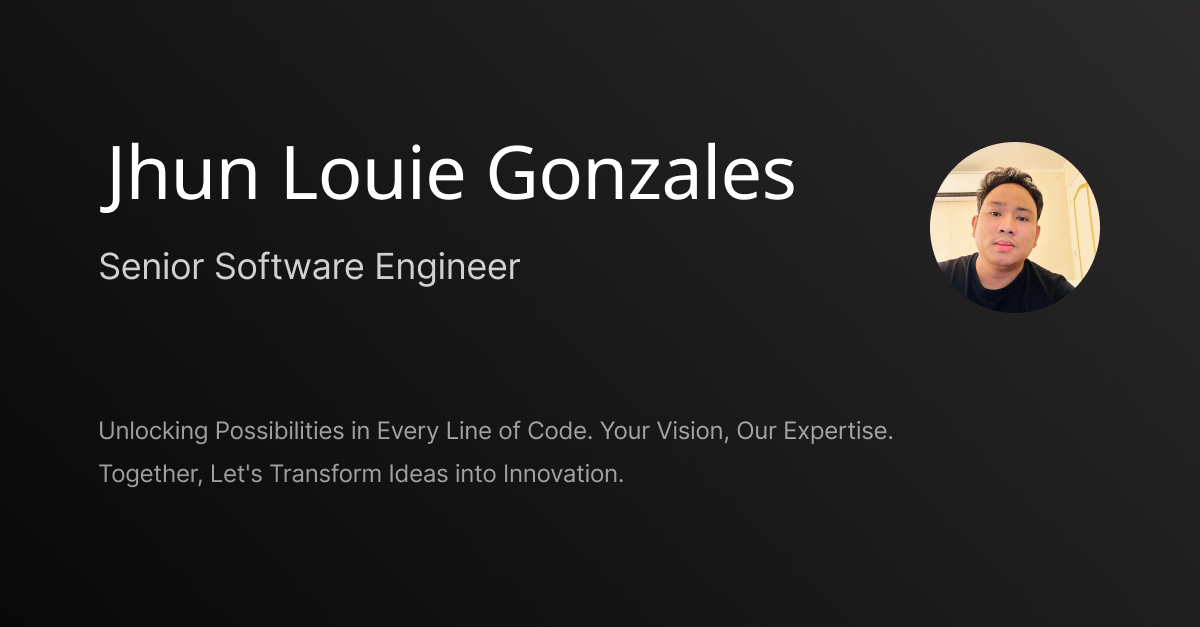 Jhun Louie Gonzales
Senior Software Engineer
Unlocking Possibilities in Every Line of Code. Your Vision, Our Expertise.
Together, Let's Transform Ideas into Innovation.